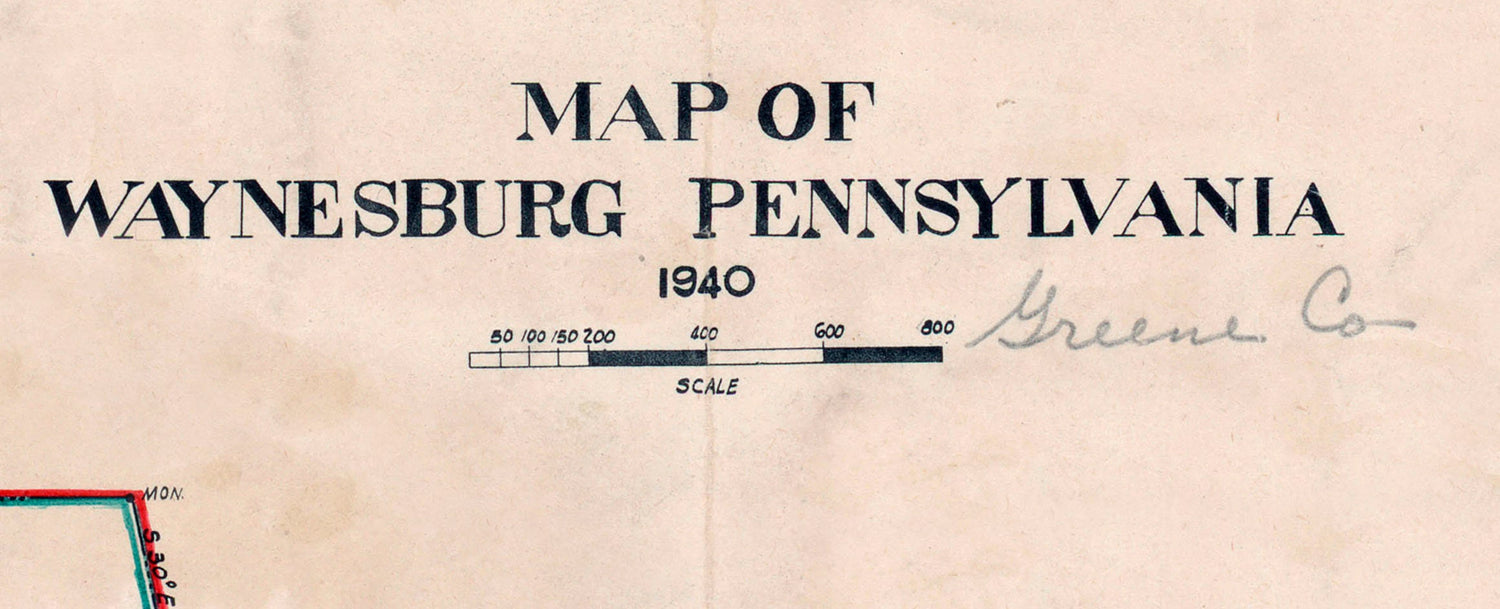 MAP OF
WAYNESBURG PENNSYLVANIA
1940
50 100 150 200 400 600 800
Greene Co
SCALE
MON.
S 30° E